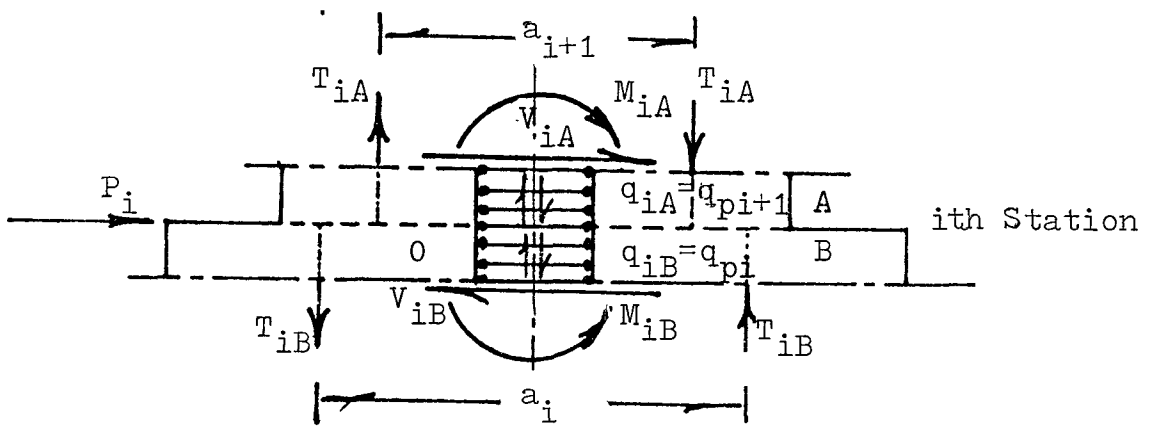 a_{i+1}
T_{iA} M_{iA} T_{iA}
V_{iA}
P_i q_{iA}=q_{pi+1} A ith Station
O q_{iB}=q_{pi} B
V_{iB} M_{iB}
T_{iB} T_{iB}
a_i